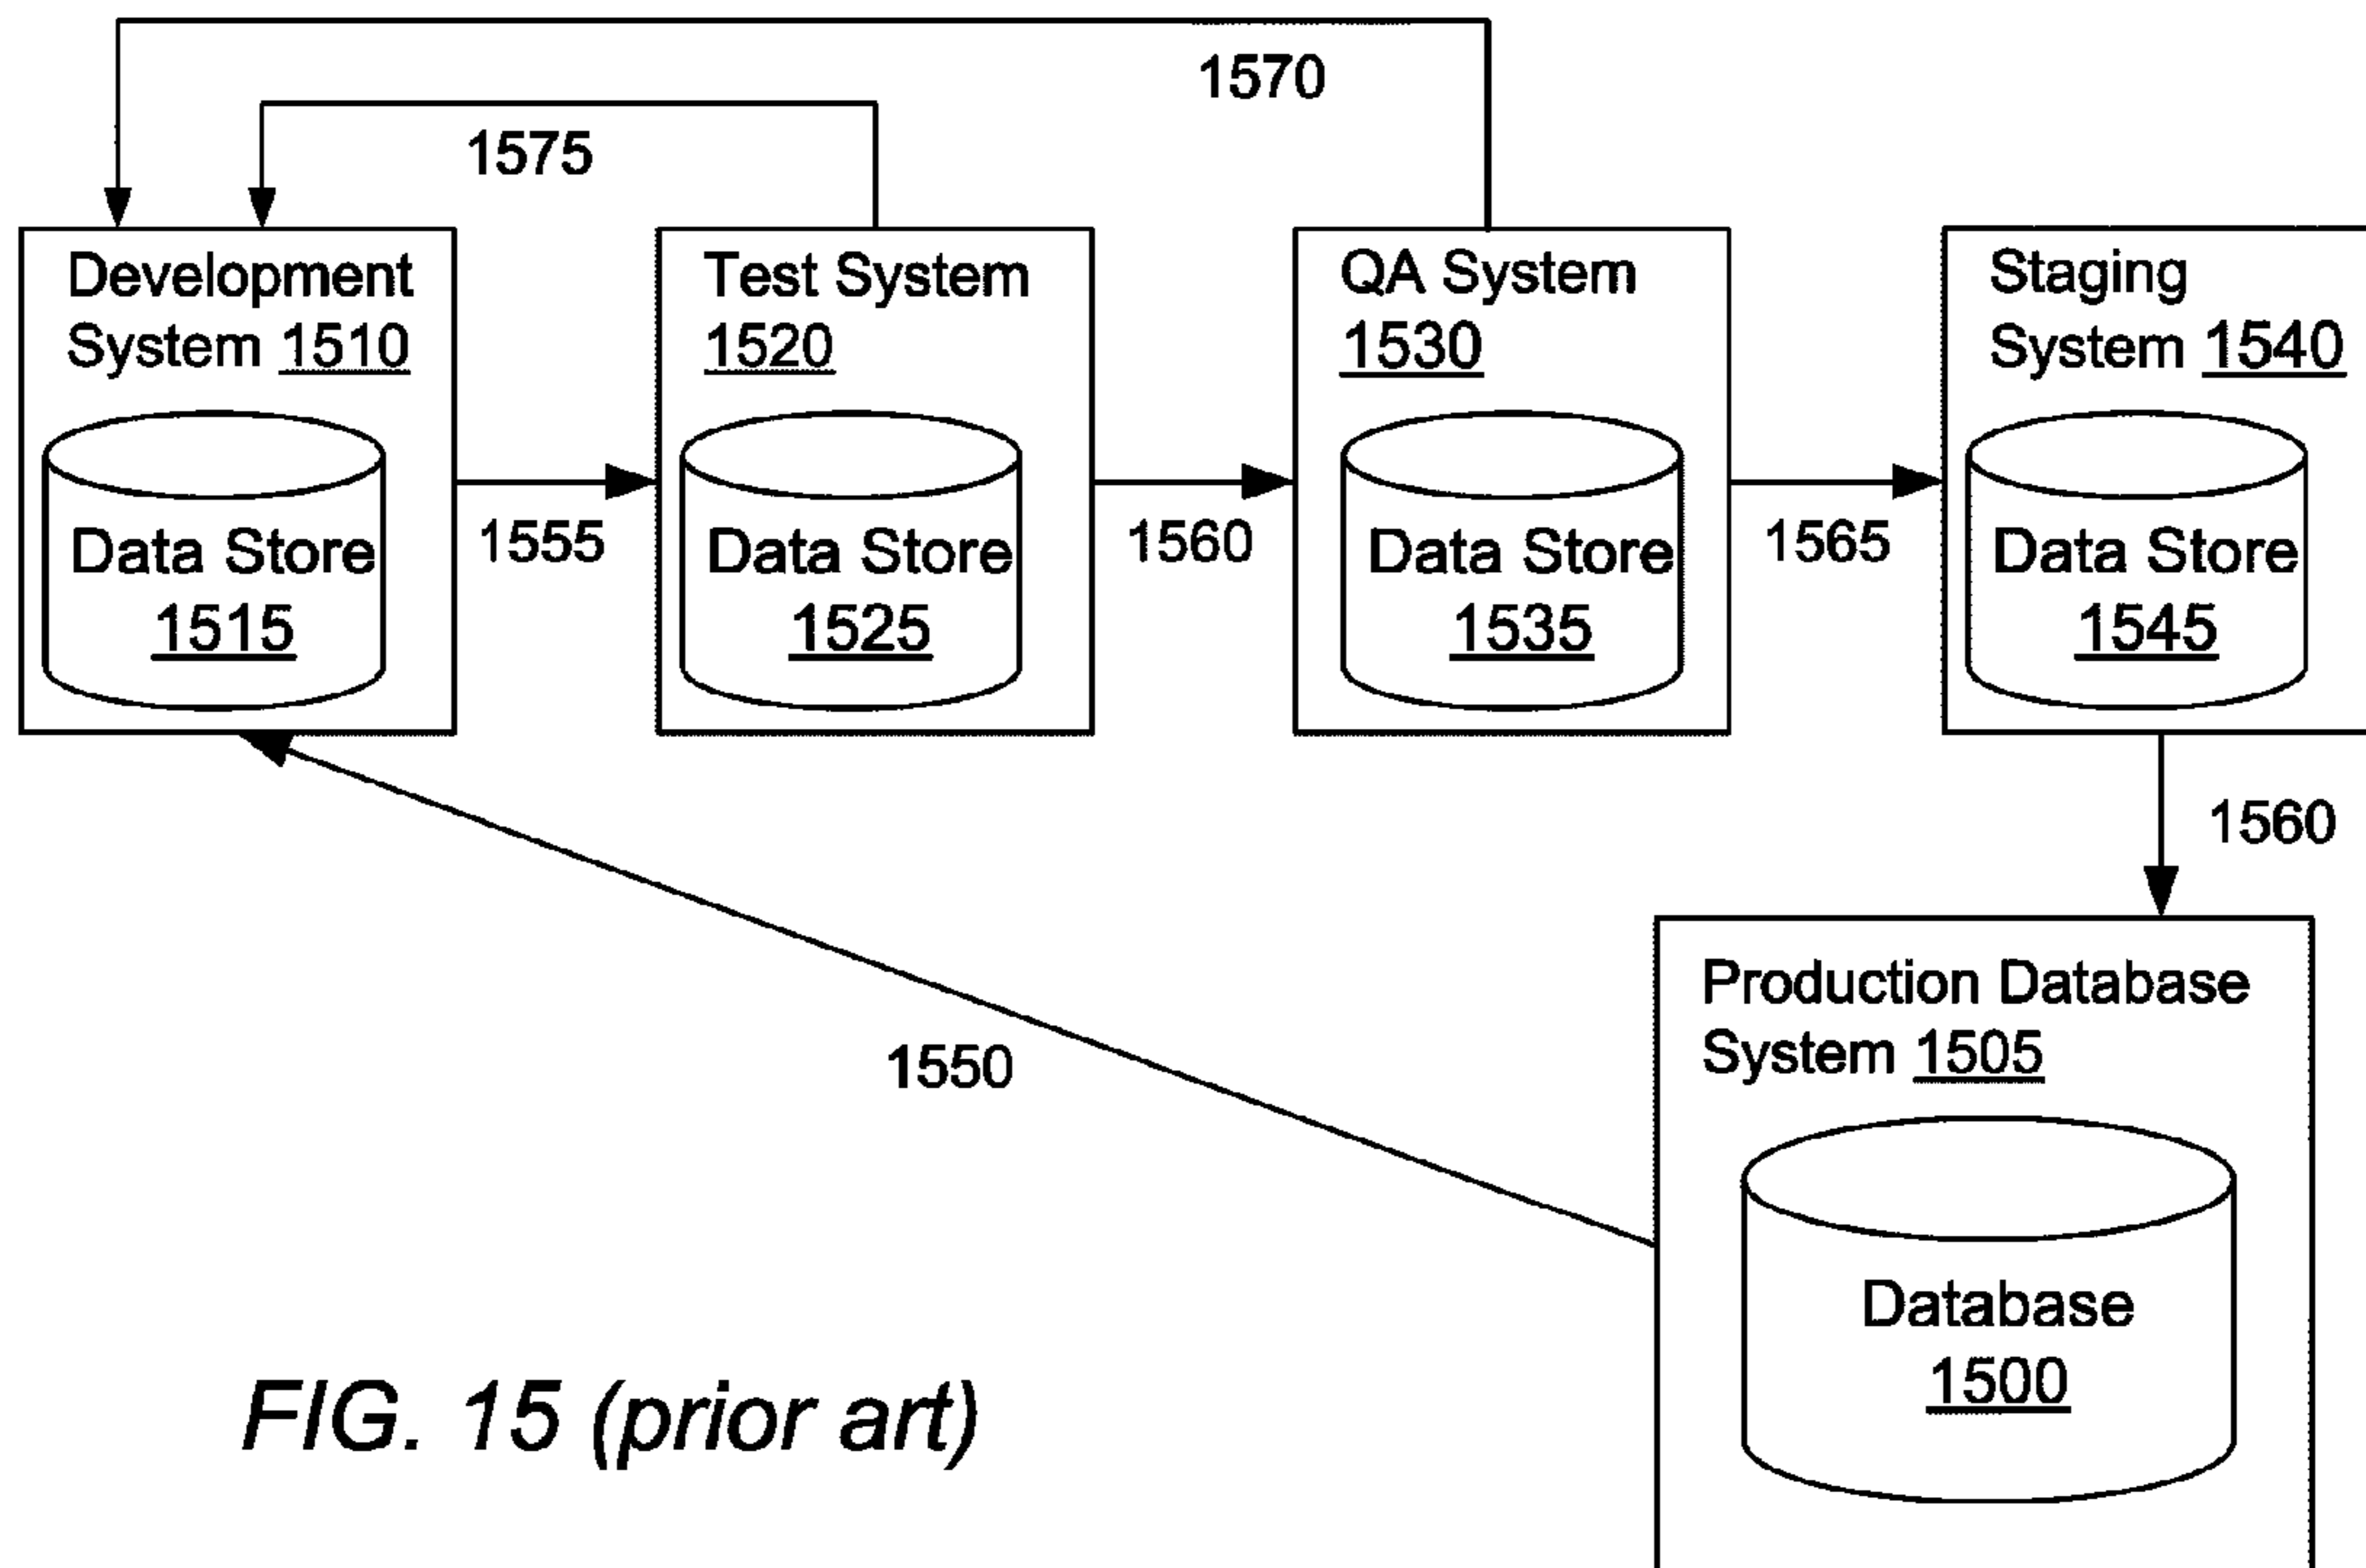 1570
1575
Development
System 1510
Data Store
1515
1555
Test System
1520
Data Store
1525
1560
QA System
1530
Data Store
1535
1565
Staging
System 1540
Data Store
1545
1560
1550
Production Database
System 1505
Database
1500
FIG. 15 (prior art)